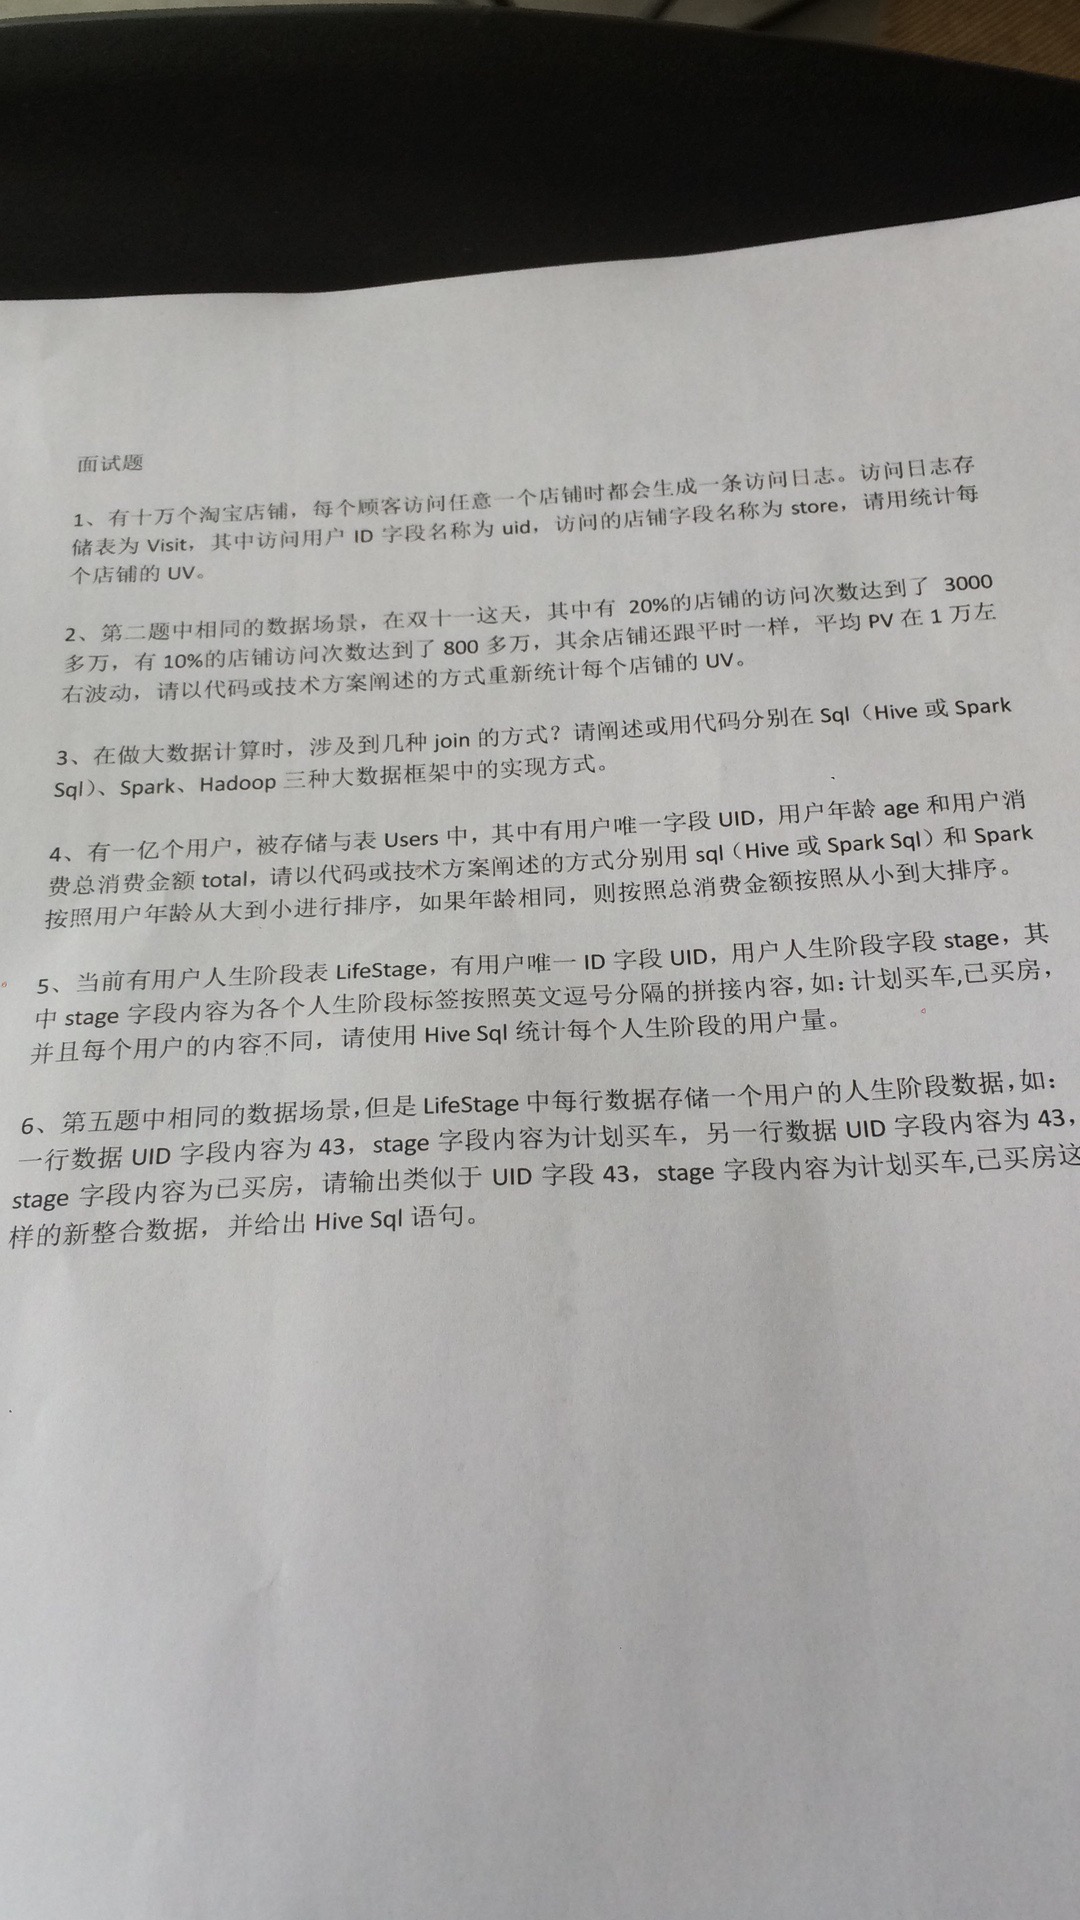 面试题
1、有十万个淘宝店铺，每个顾客访问任意一个店铺时都会生成一条访问日志。访问日志存
储表为 Visit，其中访问用户 ID 字段名称为 uid，访问的店铺字段名称为 store，请用统计每
个店铺的 UV。
2、第二题中相同的数据场景，在双十一这天，其中有 20%的店铺的访问次数达到了 3000
多万，有 10%的店铺访问次数达到了 800 多万，其余店铺还跟平时一样，平均 PV 在 1 万左
右波动，请以代码或技术方案阐述的方式重新统计每个店铺的 UV。
3、在做大数据计算时，涉及到几种 join 的方式？请阐述或用代码分别在 Sql（Hive 或 Spark
Sql）、Spark、Hadoop 三种大数据框架中的实现方式。
4、有一亿个用户，被存储与表 Users 中，其中有用户唯一字段 UID，用户年龄 age 和用户消
费总消费金额 total，请以代码或技术方案阐述的方式分别用 sql（Hive 或 Spark Sql）和 Spark
按照用户年龄从大到小进行排序，如果年龄相同，则按照总消费金额按照从小到大排序。
5、当前有用户人生阶段表 LifeStage，有用户唯一 ID 字段 UID，用户人生阶段字段 stage，其
中 stage 字段内容为各个人生阶段标签按照英文逗号分隔的拼接内容，如：计划买车,已买房，
并且每个用户的内容不同，请使用 Hive Sql 统计每个人生阶段的用户量。
6、第五题中相同的数据场景，但是 LifeStage 中每行数据存储一个用户的人生阶段数据，如：
一行数据 UID 字段内容为 43，stage 字段内容为计划买车，另一行数据 UID 字段内容为 43，
stage 字段内容为已买房，请输出类似于 UID 字段 43，stage 字段内容为计划买车,已买房这
样的新整合数据，并给出 Hive Sql 语句。